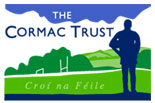 THE
CORMAC TRUST
Croí na Féile